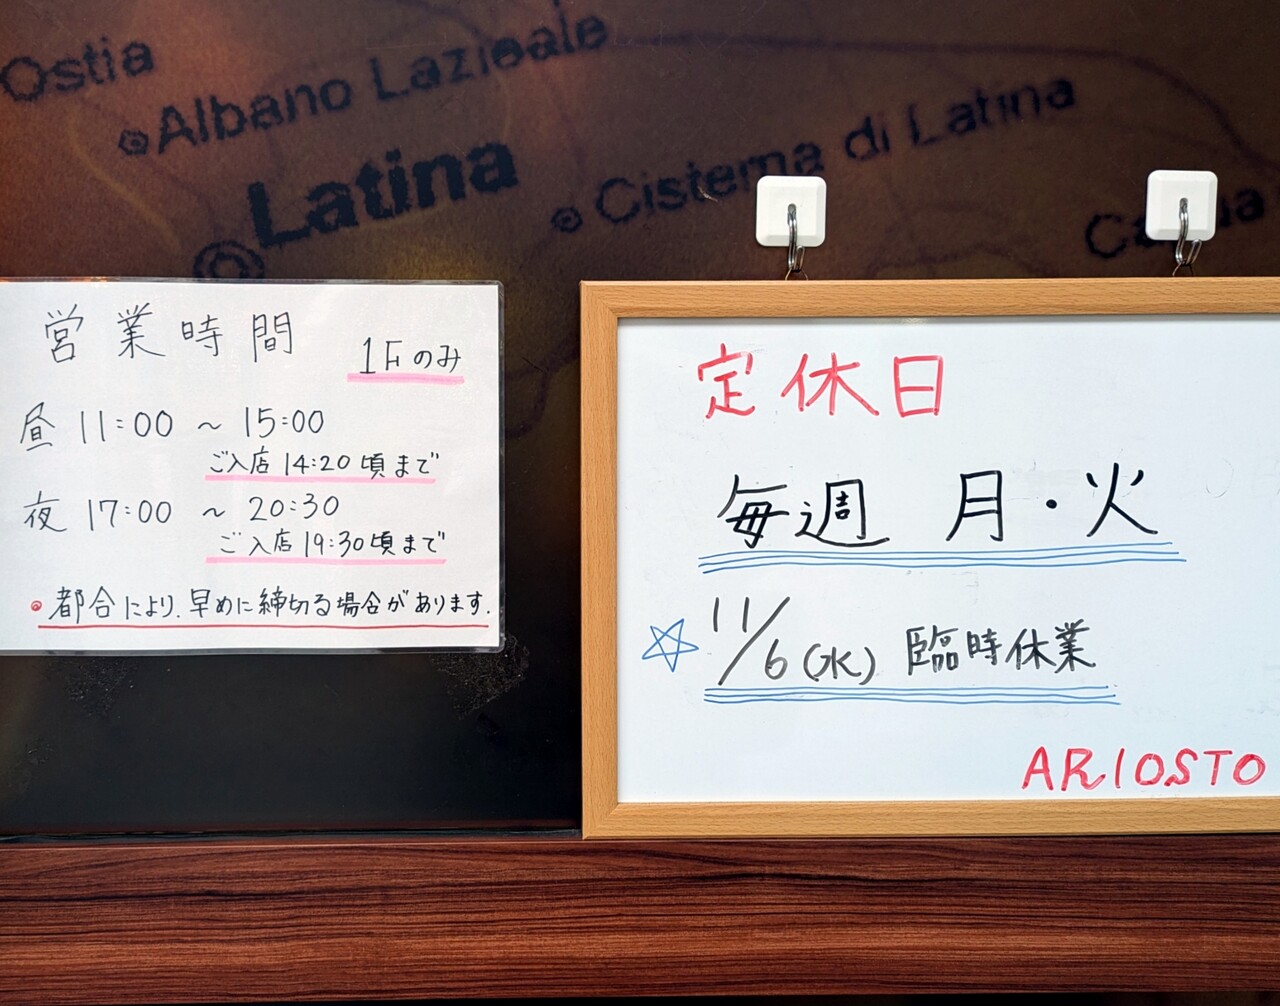 Ostia
Albano Lazioale
Latina
Cisterna di Latina
営業時間
1Fのみ
昼 11:00 ～ 15:00
ご入店 14:20 頃まで
夜 17:00 ～ 20:30
ご入店 19:30 頃まで
都合により、早めに締切る場合があります.
定休日
毎週 月・火
☆ 11/6(水) 臨時休業
ARIOSTO